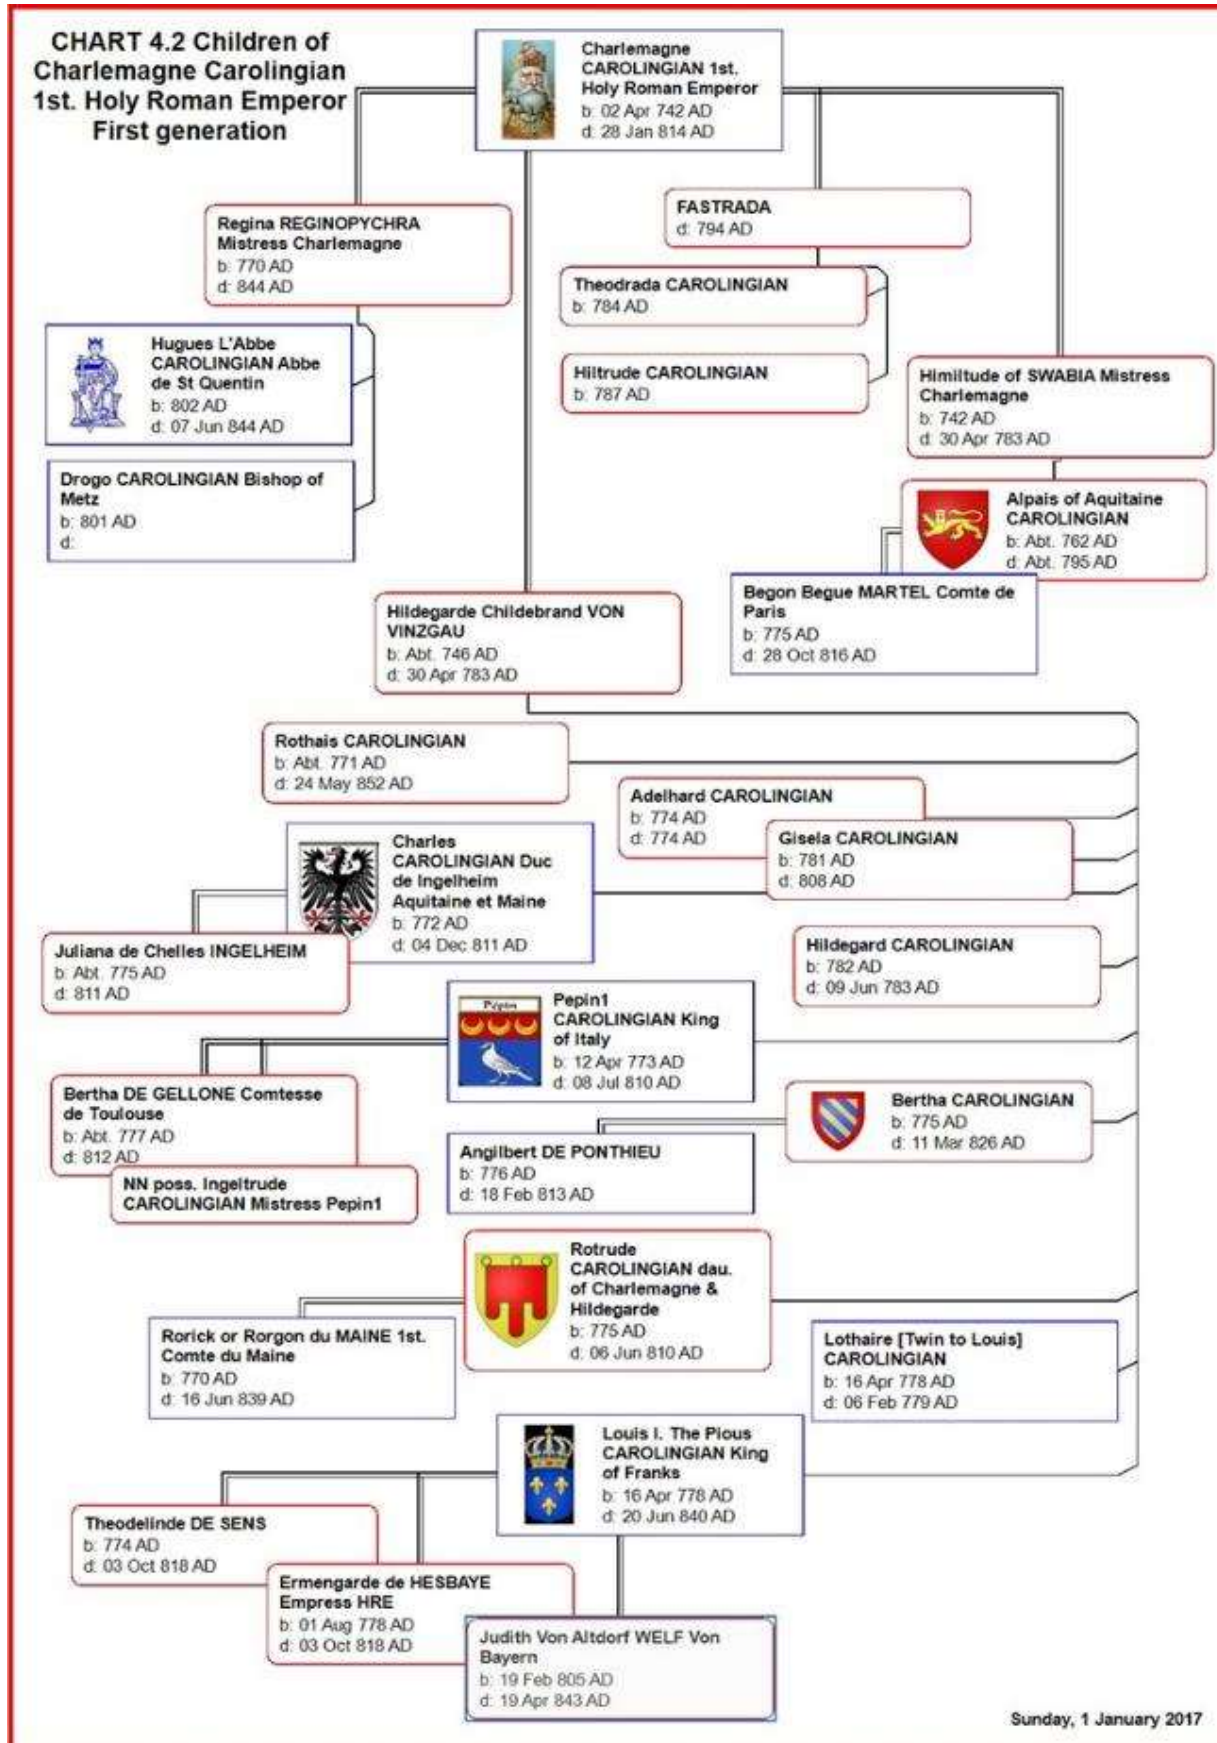 CHART 4.2 Children of
Charlemagne Carolingian
1st. Holy Roman Emperor
First generation
Charlemagne
CAROLINGIAN 1st.
Holy Roman Emperor
b: 02 Apr 742 AD
d: 28 Jan 814 AD
Regina REGINOPYCHRA
Mistress Charlemagne
b: 770 AD
d: 844 AD
FASTRADA
d: 794 AD
Theodrada CAROLINGIAN
b: 784 AD
Hiltrude CAROLINGIAN
b: 787 AD
Hugues L'Abbe
CAROLINGIAN Abbe
de St Quentin
b: 802 AD
d: 07 Jun 844 AD
Drogo CAROLINGIAN Bishop of
Metz
b: 801 AD
d:
Himiltude of SWABIA Mistress
Charlemagne
b: 742 AD
d: 30 Apr 783 AD
Alpais of Aquitaine
CAROLINGIAN
b: Abt. 762 AD
d: Abt. 795 AD
Begon Begue MARTEL Comte de
Paris
b: 775 AD
d: 28 Oct 816 AD
Hildegarde Childebrand VON
VINZGAU
b: Abt. 746 AD
d: 30 Apr 783 AD
Rothais CAROLINGIAN
b: Abt. 771 AD
d: 24 May 852 AD
Adelhard CAROLINGIAN
b: 774 AD
d: 774 AD
Gisela CAROLINGIAN
b: 781 AD
d: 808 AD
Charles
CAROLINGIAN Duc
de Ingelheim
Aquitaine et Maine
b: 772 AD
d: 04 Dec 811 AD
Juliana de Chelles INGELHEIM
b: Abt. 775 AD
d: 811 AD
Hildegard CAROLINGIAN
b: 782 AD
d: 09 Jun 783 AD
Pépin
Pepin1
CAROLINGIAN King
of Italy
b: 12 Apr 773 AD
d: 08 Jul 810 AD
Bertha DE GELLONE Comtesse
de Toulouse
b: Abt. 777 AD
d: 812 AD
NN poss. Ingeltrude
CAROLINGIAN Mistress Pepin1
Bertha CAROLINGIAN
b: 775 AD
d: 11 Mar 826 AD
Angilbert DE PONTHIEU
b: 776 AD
d: 18 Feb 813 AD
Rotrude
CAROLINGIAN dau.
of Charlemagne &
Hildegarde
b: 775 AD
d: 06 Jun 810 AD
Rorick or Rorgon du MAINE 1st.
Comte du Maine
b: 770 AD
d: 16 Jun 839 AD
Lothaire [Twin to Louis]
CAROLINGIAN
b: 16 Apr 778 AD
d: 06 Feb 779 AD
Louis I. The Pious
CAROLINGIAN King
of Franks
b: 16 Apr 778 AD
d: 20 Jun 840 AD
Theodelinde DE SENS
b: 774 AD
d: 03 Oct 818 AD
Ermengarde de HESBAYE
Empress HRE
b: 01 Aug 778 AD
d: 03 Oct 818 AD
Judith Von Altdorf WELF Von
Bayern
b: 19 Feb 805 AD
d: 19 Apr 843 AD
Sunday, 1 January 2017